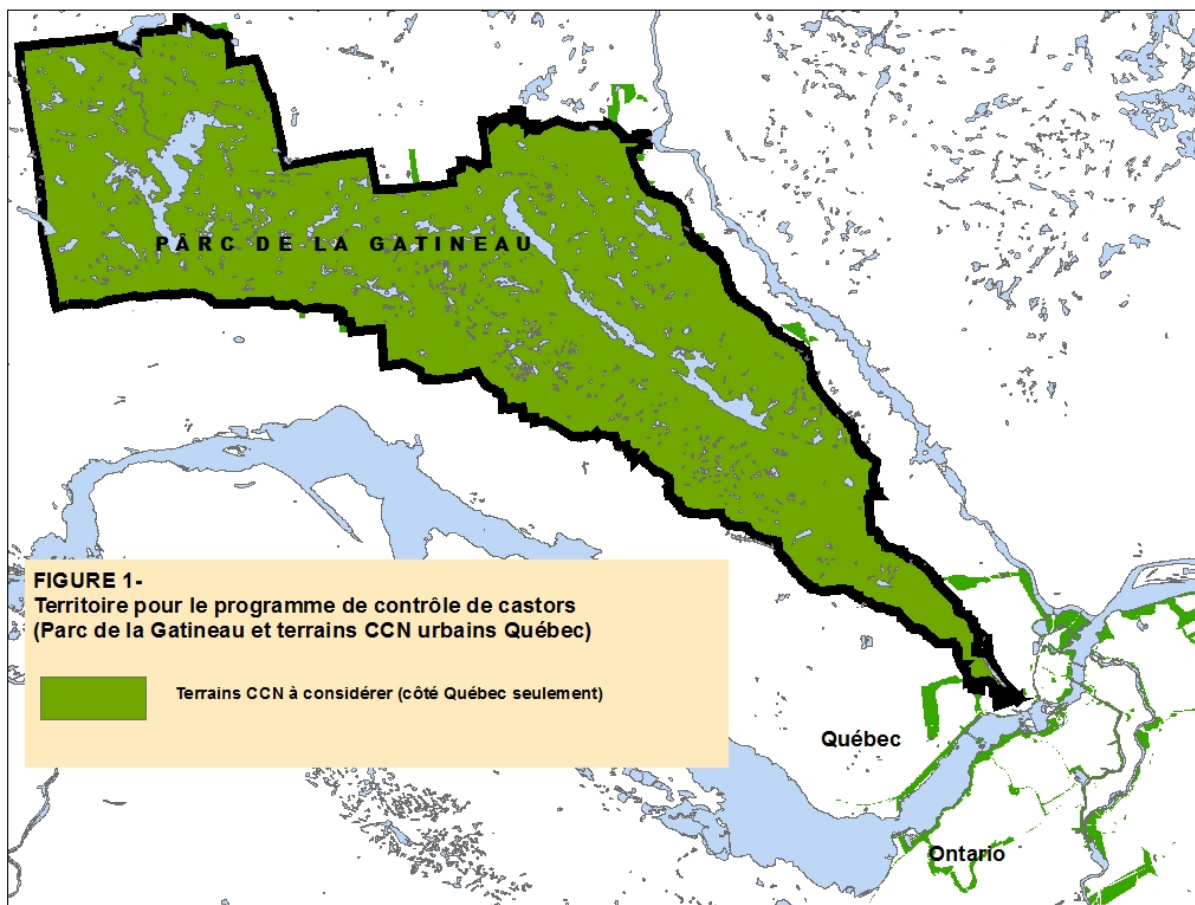 PÂRC DE LA GATINEAU
FIGURE 1-
Territoire pour le programme de contrôle de castors
(Parc de la Gatineau et terrains CCN urbains Québec)
Terrains CCN à considérer (côté Québec seulement)
Québec
Ontario